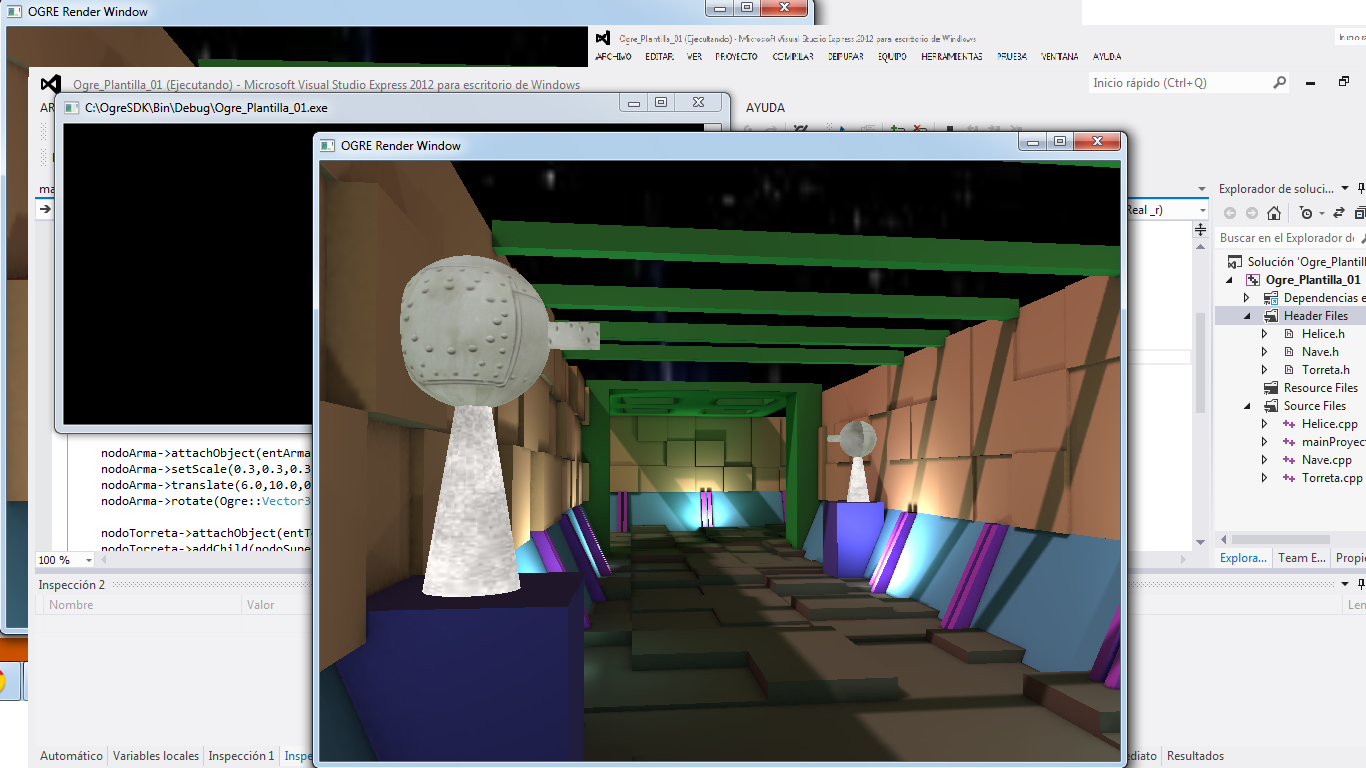 OGRE Render Window
Ogre_Plantilla_01 (Ejecutando) - Microsoft Visual Studio Express 2012 para escritorio de Windows
ARCHIVO EDITAR VER PROYECTO COMPILAR DEPURAR EQUIPO HERRAMIENTAS PRUEBA VENTANA AYUDA
Ogre_Plantilla_01 (Ejecutando) - Microsoft Visual Studio Express 2012 para escritorio de Windows
Inicio rápido (Ctrl+Q)
AR
C:\OgreSDK\Bin\Debug\Ogre_Plantilla_01.exe
AYUDA
OGRE Render Window
ma
Real _r)
Explorador de soluci...
Buscar en el Explorador de
Solución 'Ogre_Plantill
Ogre_Plantilla_01
Dependencias e
Header Files
Helice.h
Nave.h
Torreta.h
Resource Files
Source Files
Helice.cpp
mainProyec
Nave.cpp
Torreta.cpp
nodoArma->attachObject(entArma
nodoArma->setScale(0.3,0.3,0.3
nodoArma->translate(6.0,10.0,0
nodoArma->rotate(Ogre::Vector3
nodoTorreta->attachObject(entT
nodoTorreta->addChild(nodoSupe
100 %
Explora... Team E... Propie
Inspección 2
Nombre Valor
Automático Variables locales Inspección 1 Inspe
ediato Resultados